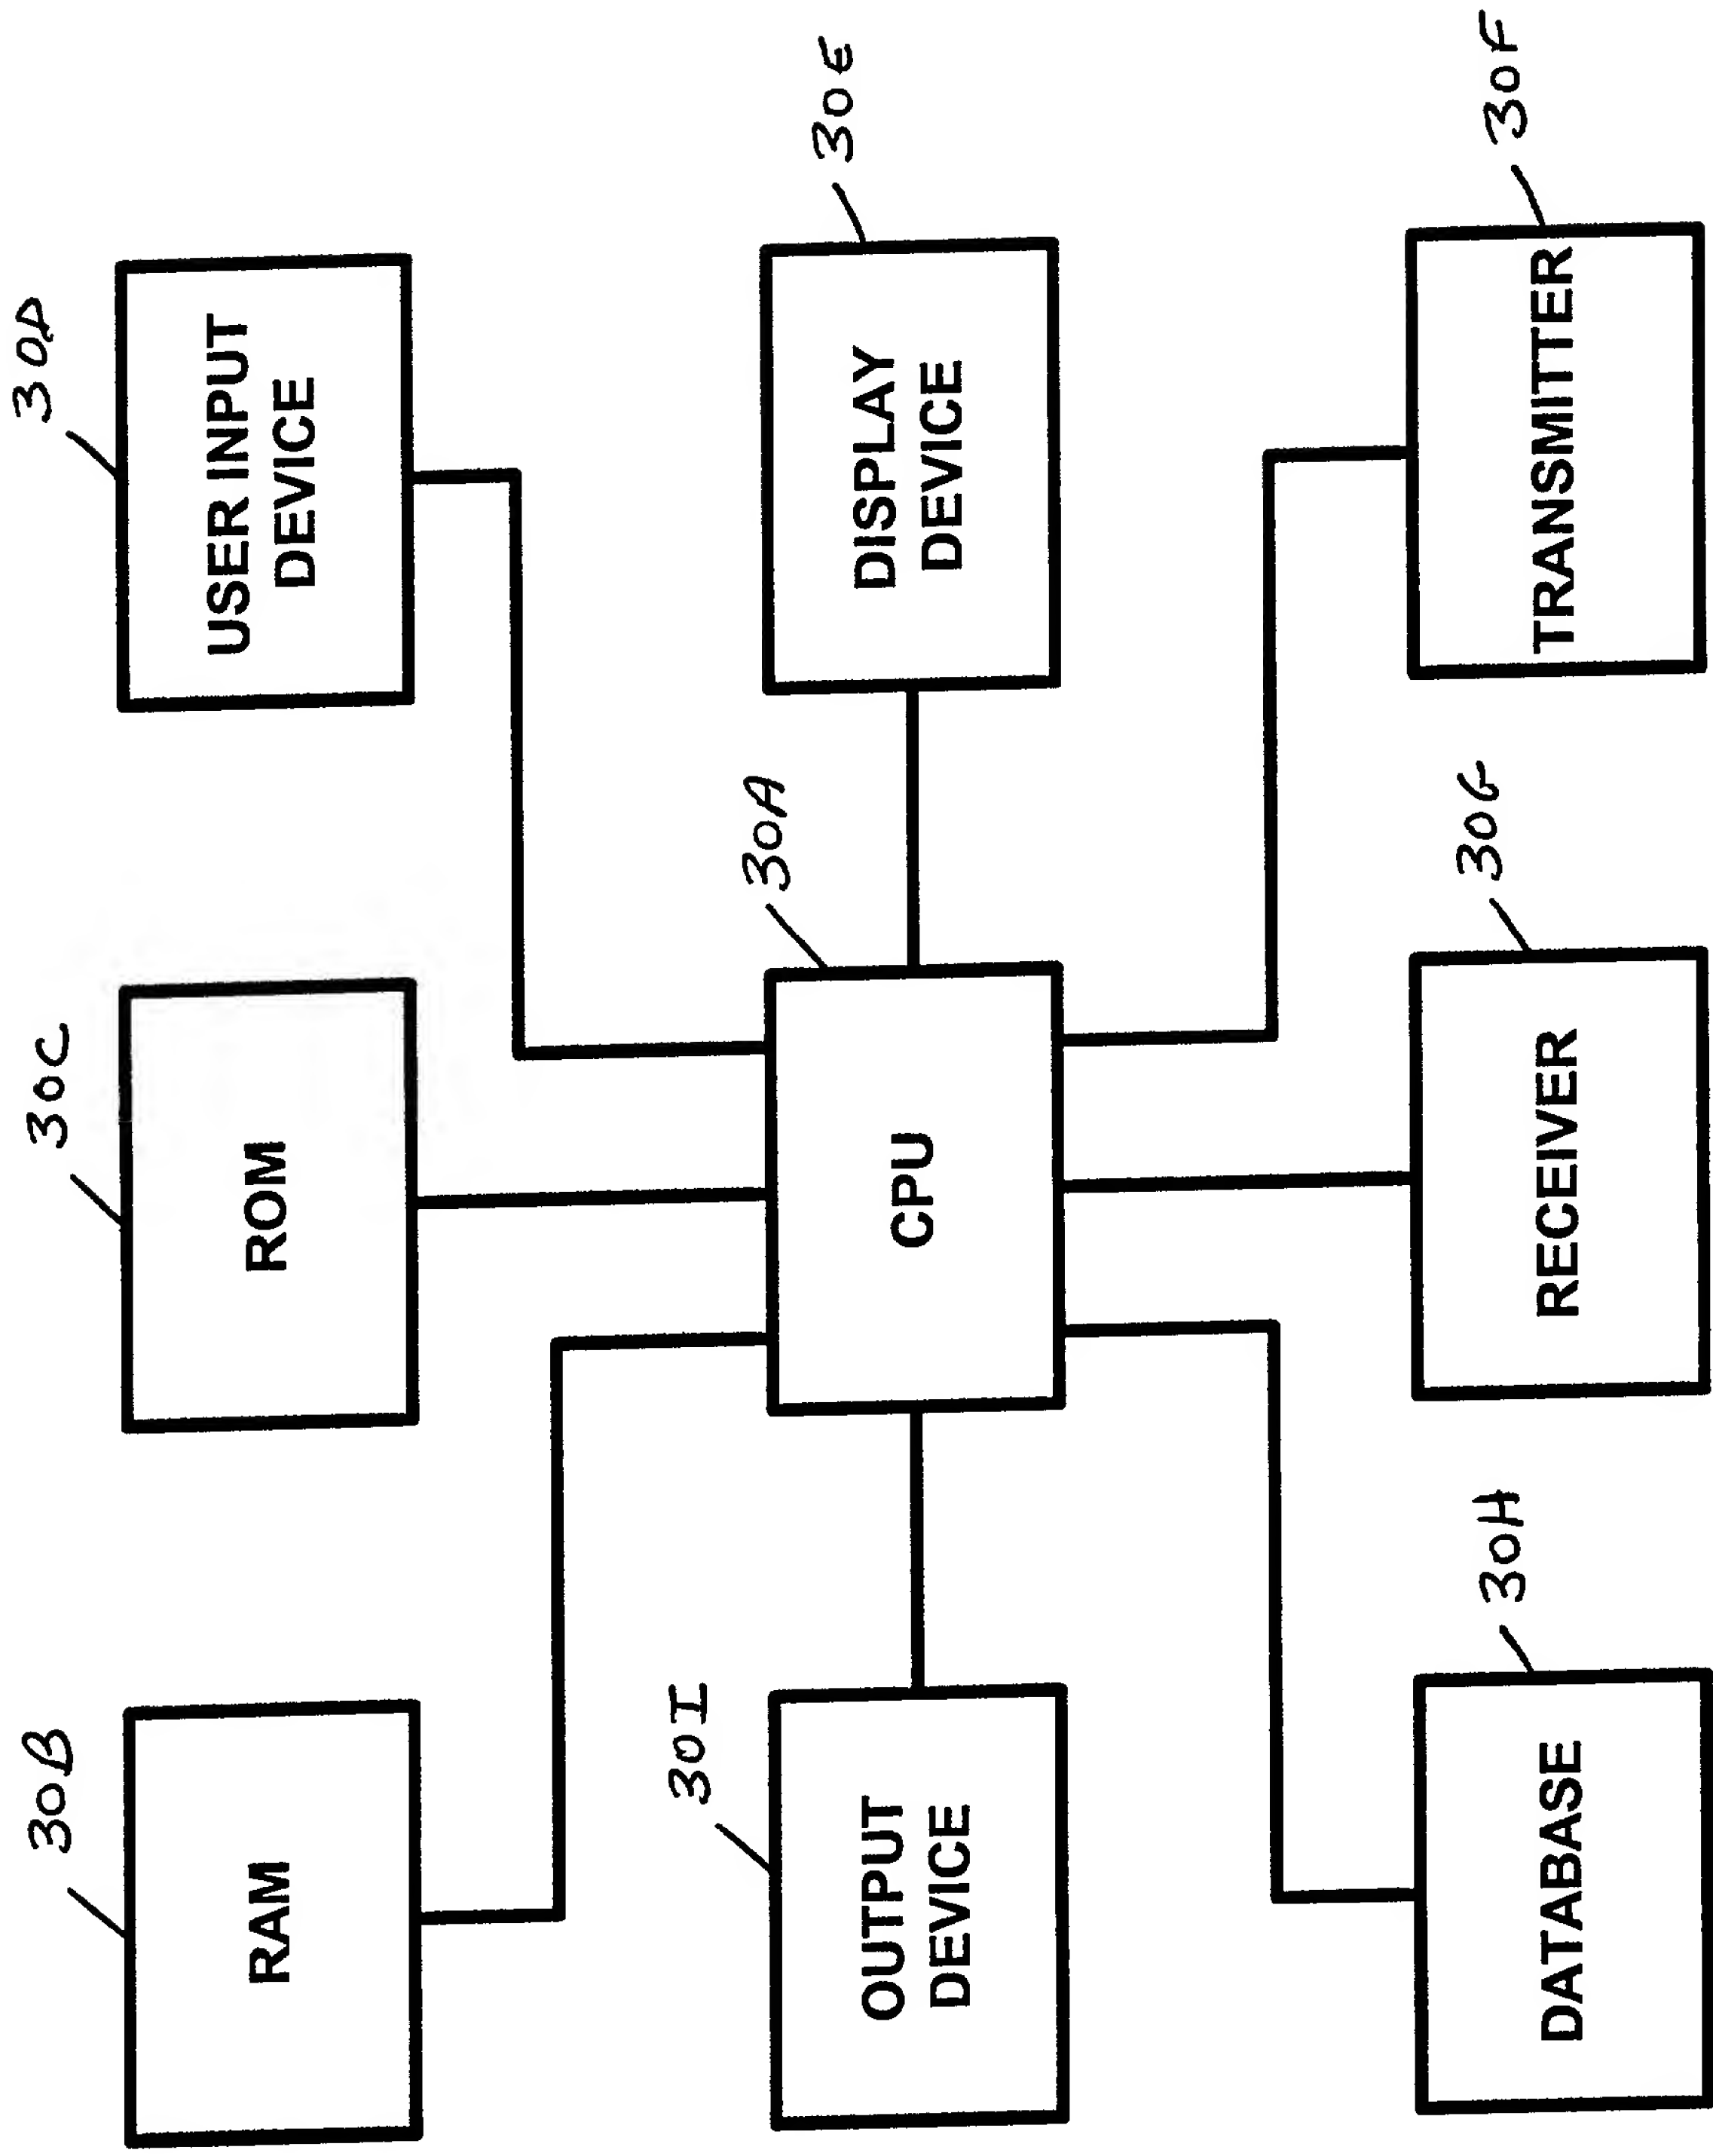 30B
RAM
30C
ROM
30D
USER INPUT
DEVICE
30I
OUTPUT
DEVICE
30A
CPU
30E
DISPLAY
DEVICE
30H
DATABASE
30G
RECEIVER
30F
TRANSMITTER